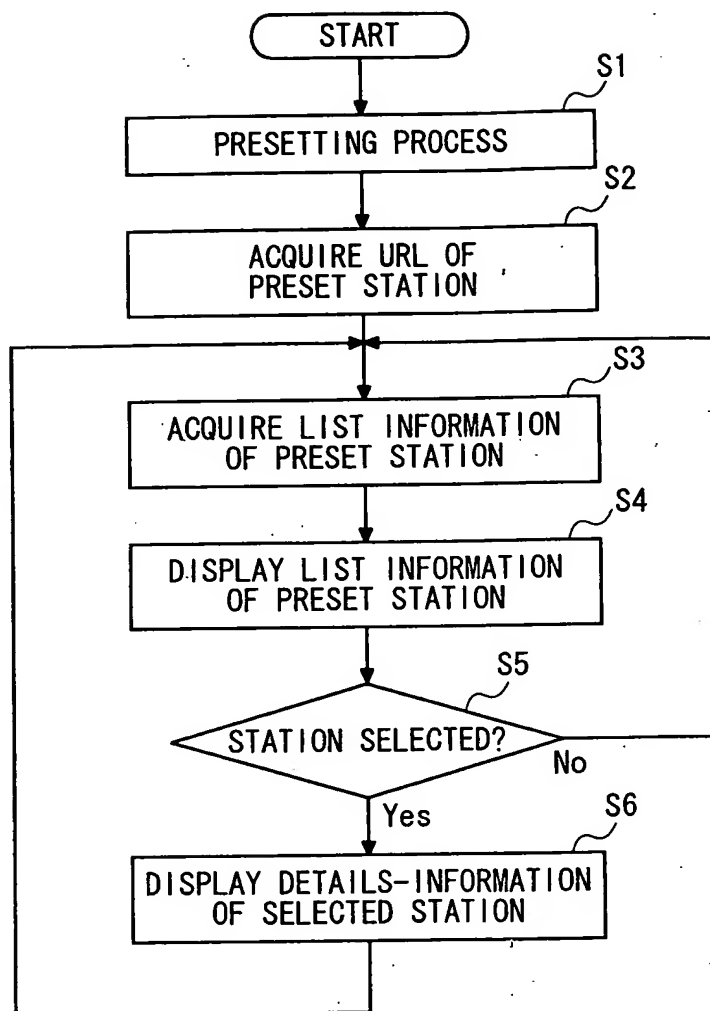 START
S1
PRESETTING PROCESS
S2
ACQUIRE URL OF
PRESET STATION
S3
ACQUIRE LIST INFORMATION
OF PRESET STATION
S4
DISPLAY LIST INFORMATION
OF PRESET STATION
S5
STATION SELECTED?
No
Yes
S6
DISPLAY DETAILS-INFORMATION
OF SELECTED STATION